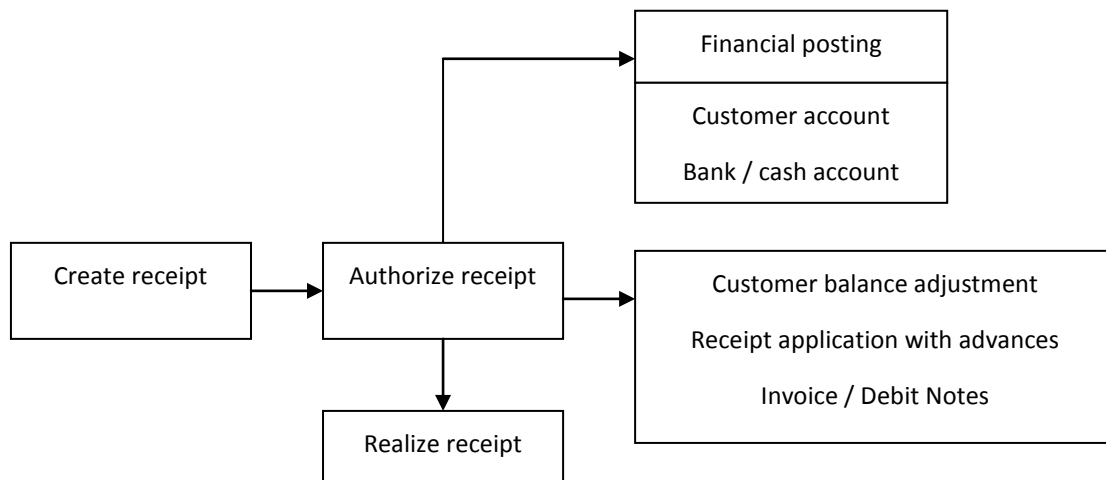 Financial posting
Customer account
Bank / cash account
Create receipt
Authorize receipt
Customer balance adjustment
Receipt application with advances
Invoice / Debit Notes
Realize receipt